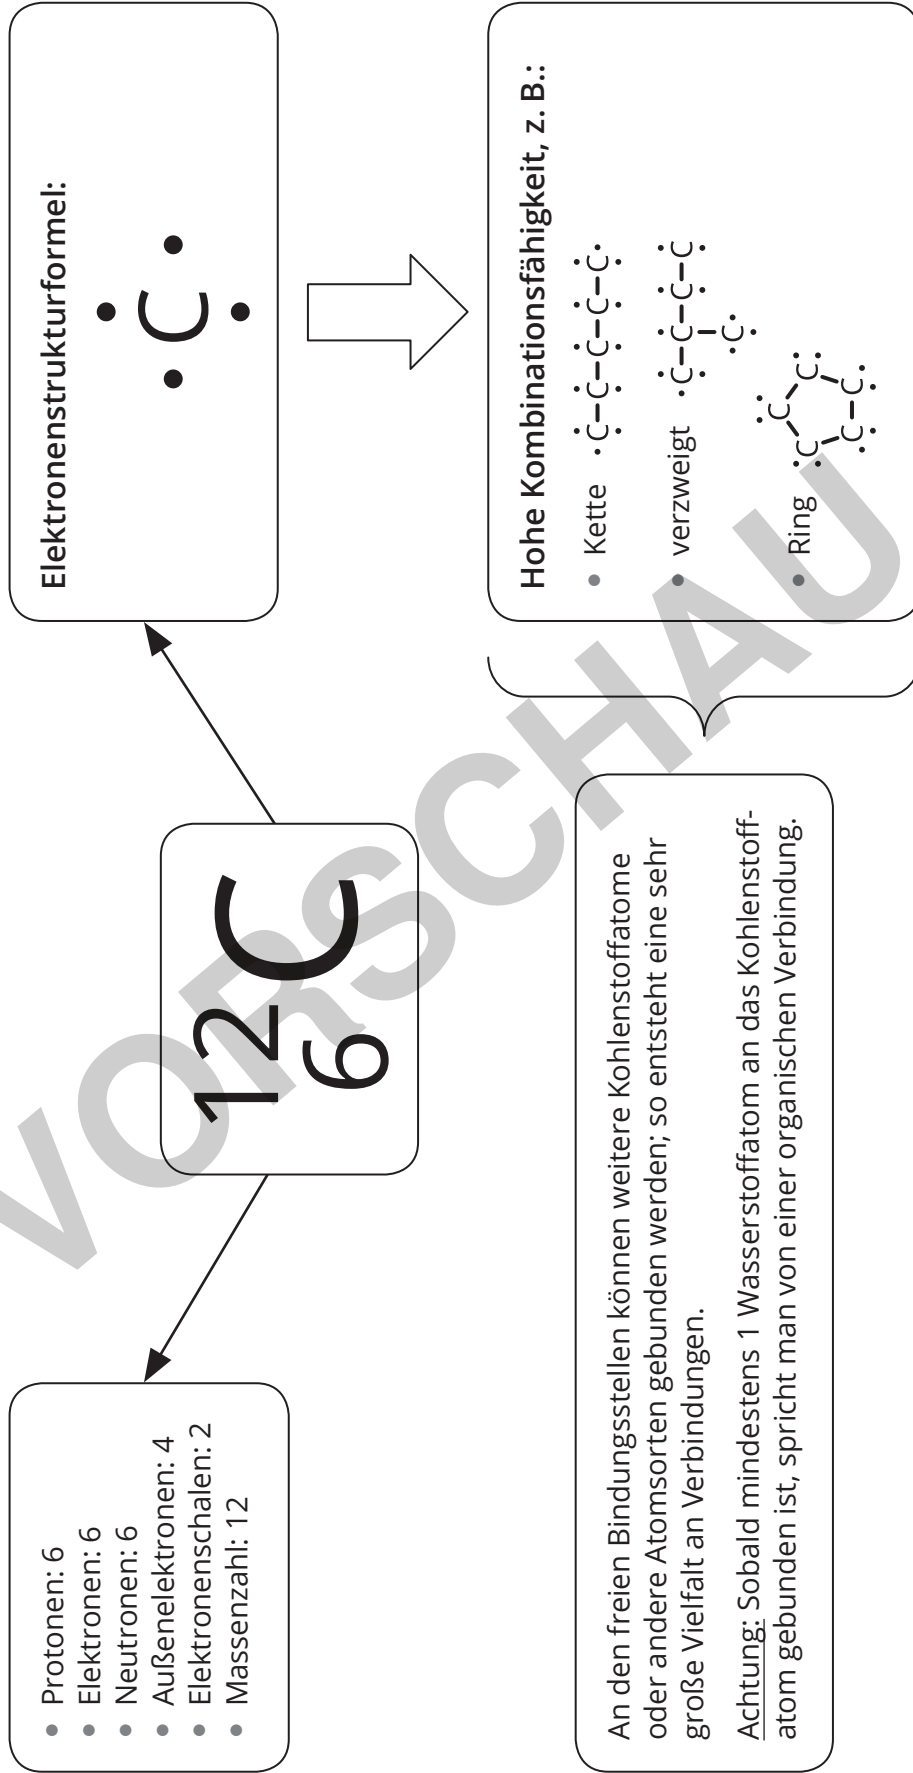 • Protonen: 6
• Elektronen: 6
• Neutronen: 6
• Außenelektronen: 4
• Elektronenschalen: 2
• Massenzahl: 12
12
6
C
Elektronenstrukturformel:
C
Hohe Kombinationsfähigkeit, z. B.:
• Kette
C–C–C–C–C
• verzweigt
C–C–C–C
C
• Ring
C
C
C
C
C
An den freien Bindungsstellen können weitere Kohlenstoffatome
oder andere Atomsorten gebunden werden; so entsteht eine sehr
große Vielfalt an Verbindungen.
Achtung: Sobald mindestens 1 Wasserstoffatom an das Kohlenstoff-
atom gebunden ist, spricht man von einer organischen Verbindung.
VORSCHAU